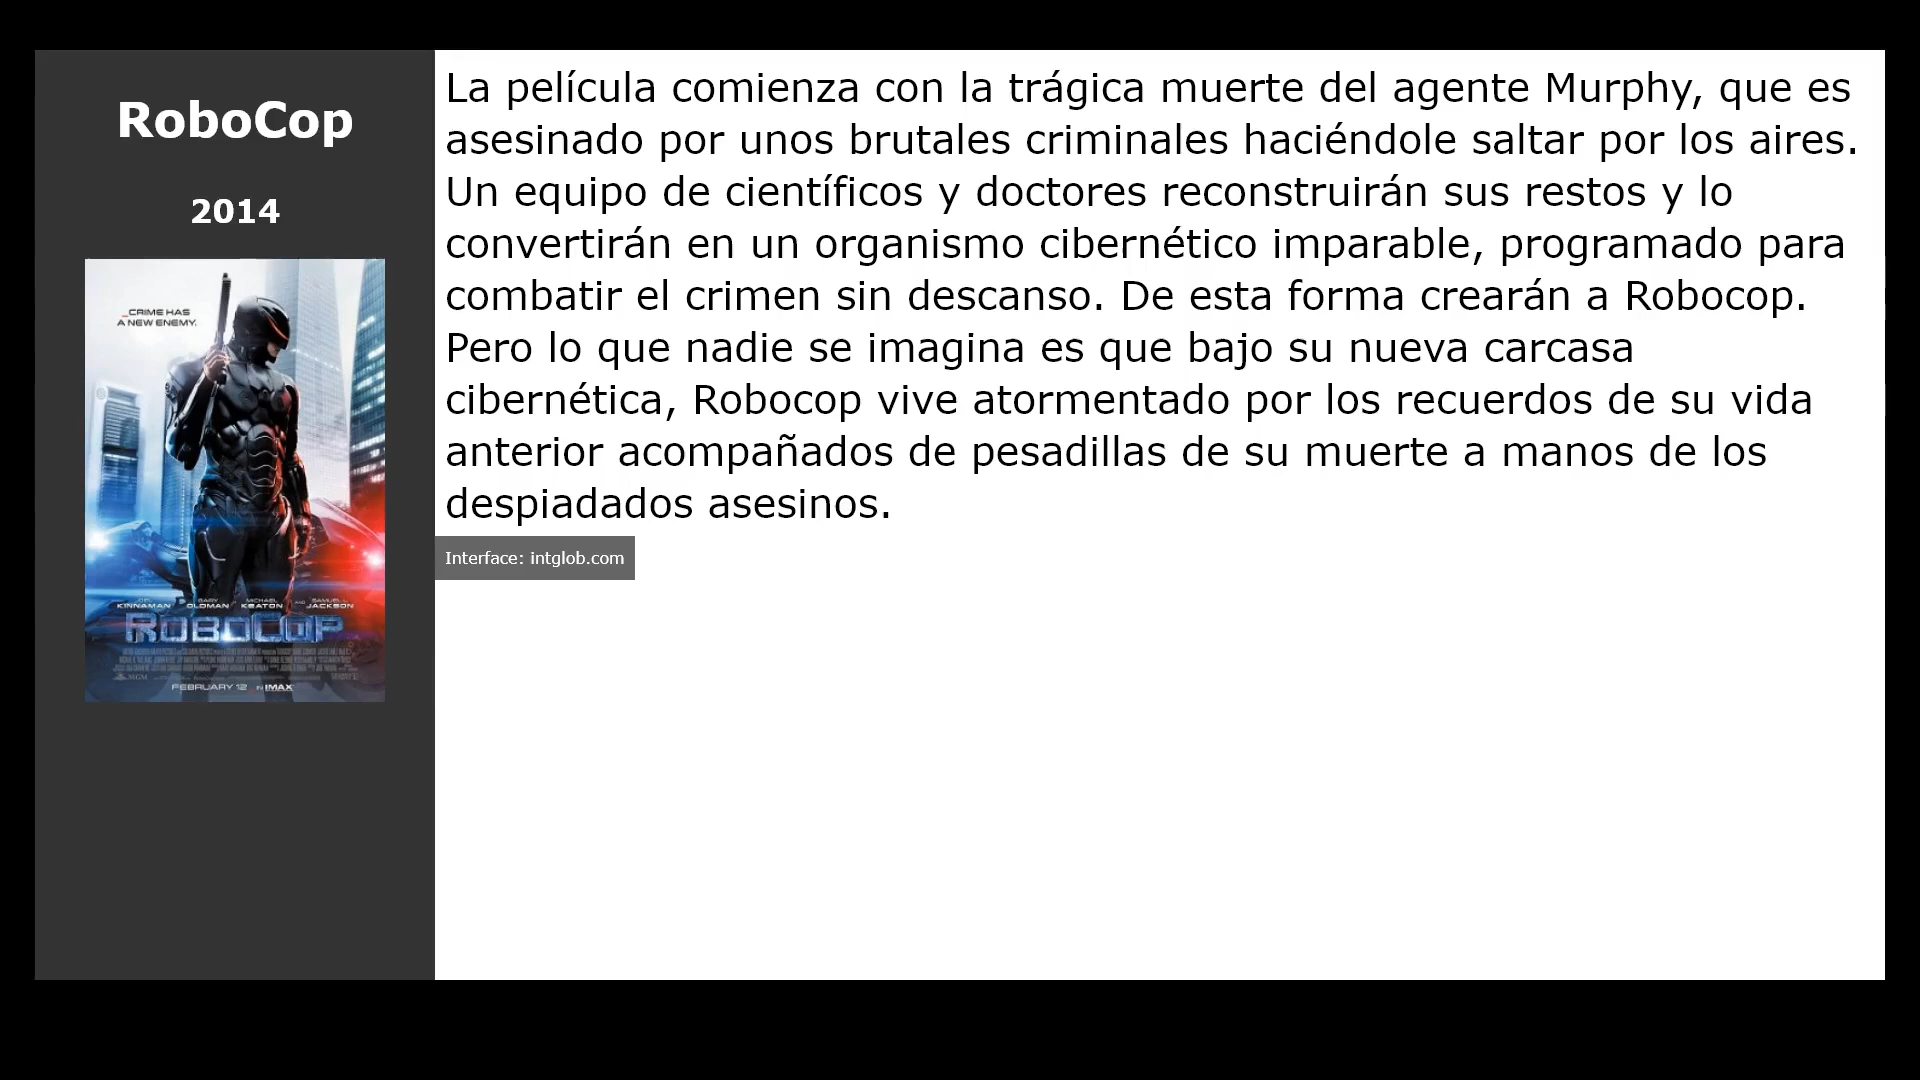 RoboCop
2014
_CRIME HAS
A NEW ENEMY.
KINNAMAN OLDMAN KEATON JACKSON
ROBOCOP
MGM
FEBRUARY 12 IN IMAX
La película comienza con la trágica muerte del agente Murphy, que es
asesinado por unos brutales criminales haciéndole saltar por los aires.
Un equipo de científicos y doctores reconstruirán sus restos y lo
convertirán en un organismo cibernético imparable, programado para
combatir el crimen sin descanso. De esta forma crearán a Robocop.
Pero lo que nadie se imagina es que bajo su nueva carcasa
cibernética, Robocop vive atormentado por los recuerdos de su vida
anterior acompañados de pesadillas de su muerte a manos de los
despiadados asesinos.
Interface: intglob.com